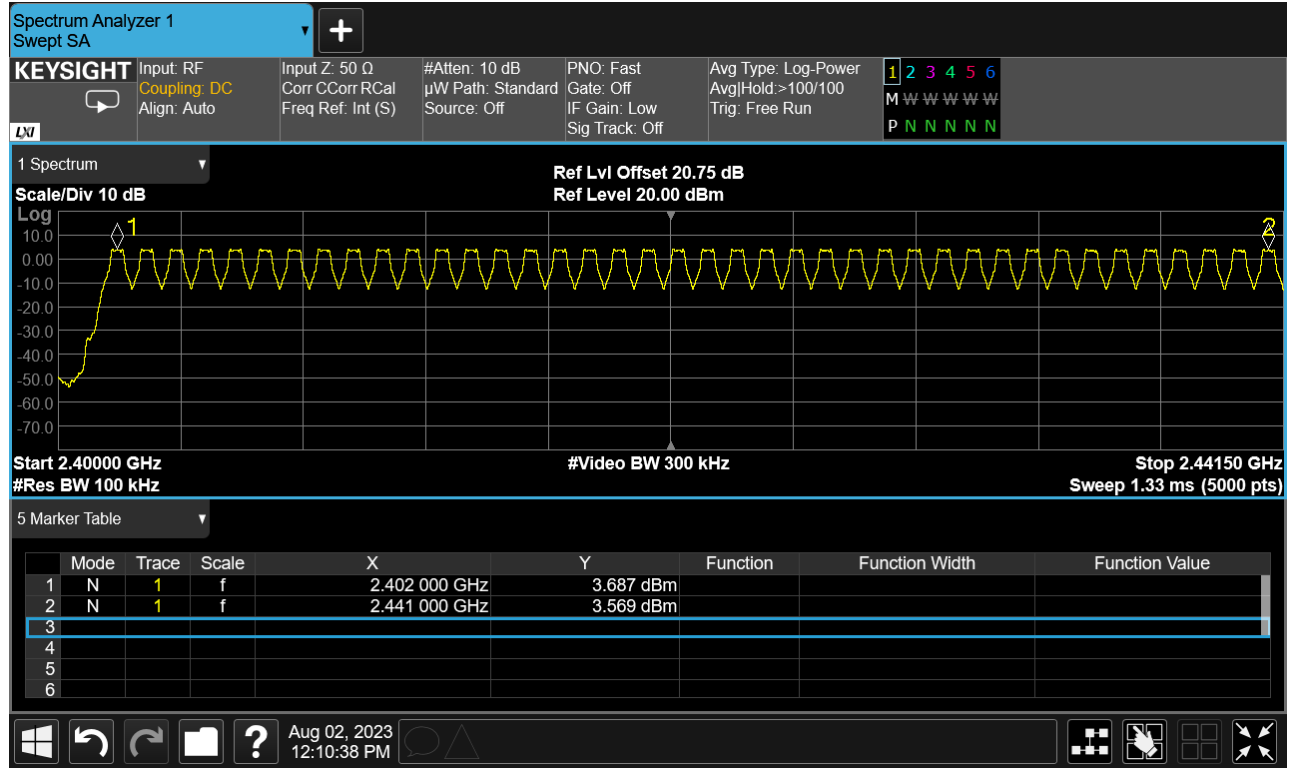 Spectrum Analyzer 1
Swept SA
KEYSIGHT
LXI
Input: RF
Coupling: DC
Align: Auto
Input Z: 50 Ω
Corr CCorr RCal
Freq Ref: Int (S)
#Atten: 10 dB
µW Path: Standard
Source: Off
PNO: Fast
Gate: Off
IF Gain: Low
Sig Track: Off
Avg Type: Log-Power
Avg|Hold:>100/100
Trig: Free Run
1 2 3 4 5 6
M W W W W W
P N N N N N
1 Spectrum
Scale/Div 10 dB
Ref Lvl Offset 20.75 dB
Ref Level 20.00 dBm
Log
10.0
0.00
-10.0
-20.0
-30.0
-40.0
-50.0
-60.0
-70.0
1
2
Start 2.40000 GHz
#Res BW 100 kHz
#Video BW 300 kHz
Stop 2.44150 GHz
Sweep 1.33 ms (5000 pts)
5 Marker Table
Mode Trace Scale X Y Function Function Width Function Value
1 N 1 f 2.402 000 GHz 3.687 dBm
2 N 1 f 2.441 000 GHz 3.569 dBm
3
4
5
6
?
Aug 02, 2023
12:10:38 PM